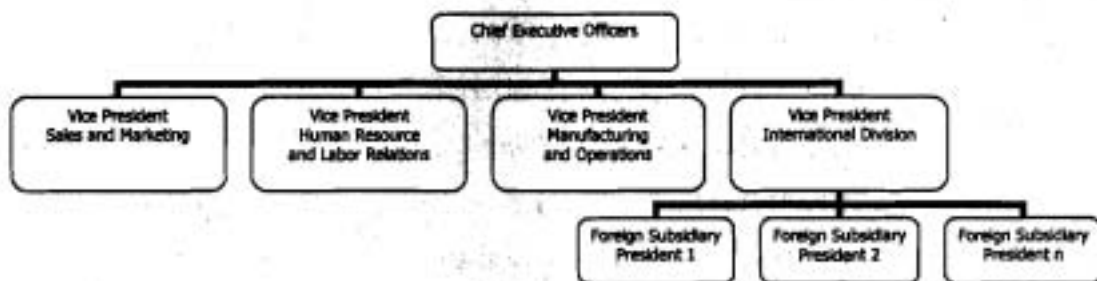 Chief Executive Officers
Vice President
Sales and Marketing
Vice President
Human Resource
and Labor Relations
Vice President
Manufacturing
and Operations
Vice President
International Division
Foreign Subsidiary
President 1
Foreign Subsidiary
President 2
Foreign Subsidiary
President n